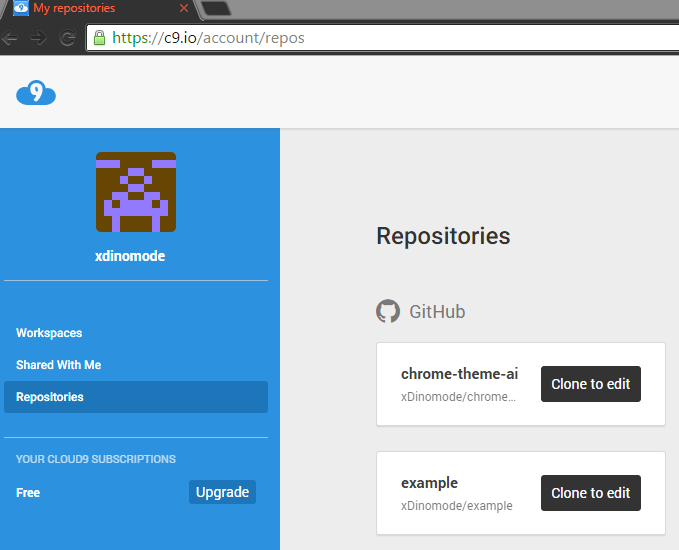 My repositories
https://c9.io/account/repos
9
xdinomode
Workspaces
Shared With Me
Repositories
YOUR CLOUD9 SUBSCRIPTIONS
Free
Upgrade
Repositories
GitHub
chrome-theme-ai
xDinomode/chrome...
Clone to edit
example
xDinomode/example
Clone to edit